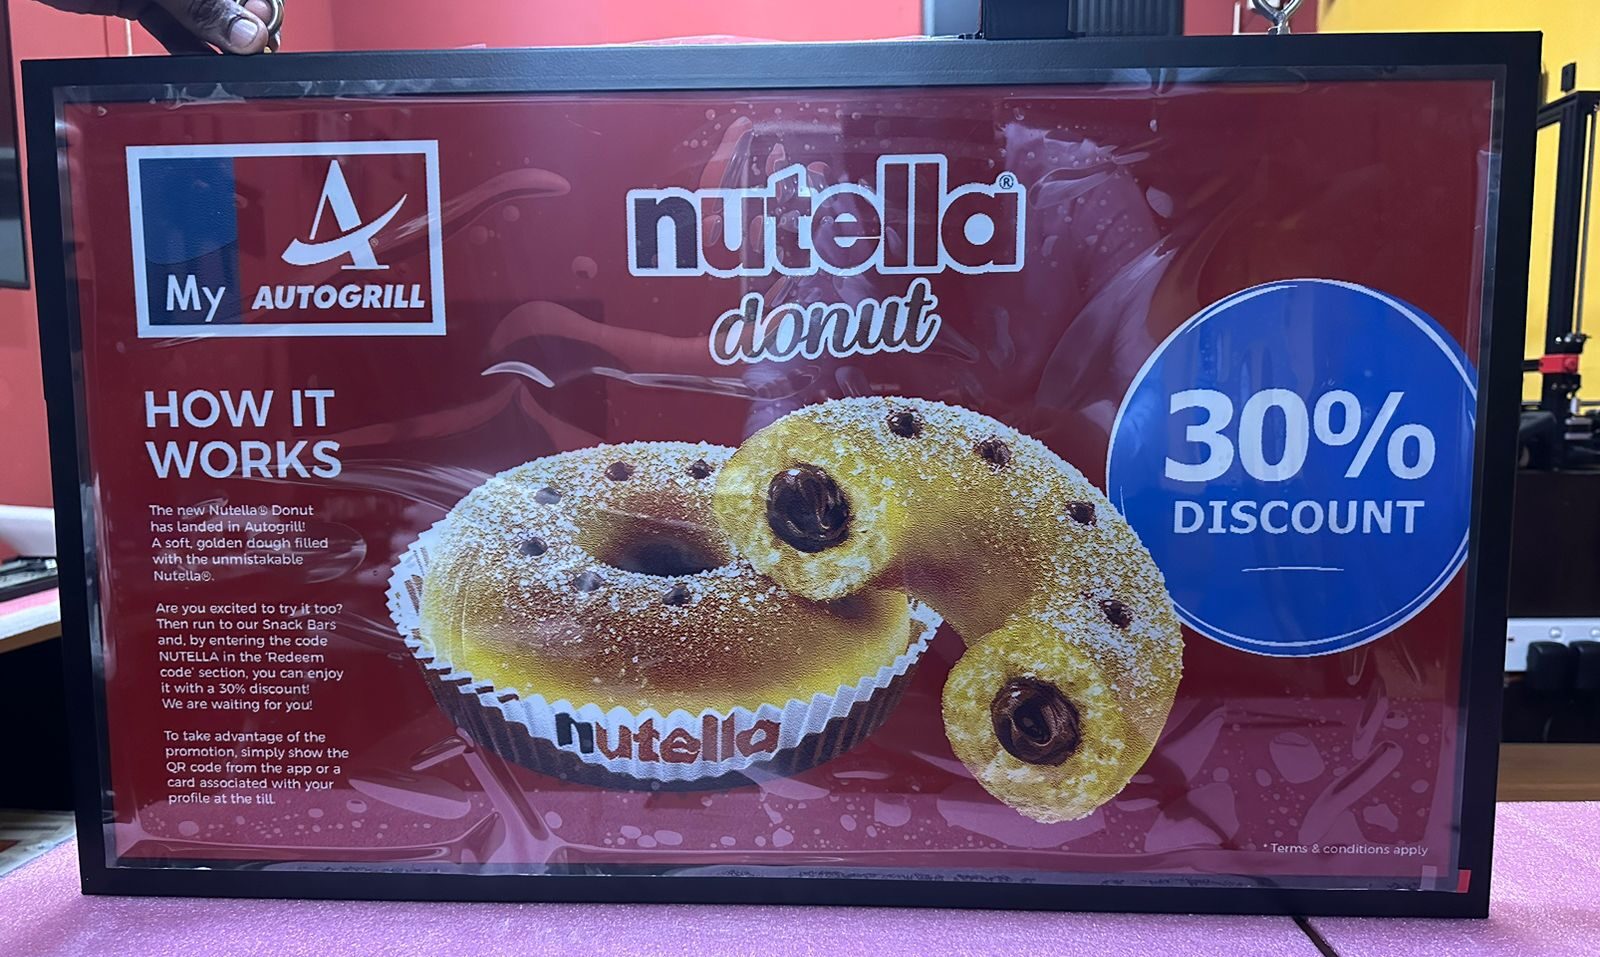 My AUTOGRILL
nutella®
donut
HOW IT
WORKS
The new Nutella® Donut
has landed in Autogrill!
A soft, golden dough filled
with the unmistakable
Nutella®.
Are you excited to try it too?
Then run to our Snack Bars
and, by entering the code
NUTELLA in the 'Redeem
code' section, you can enjoy
it with a 30% discount!
We are waiting for you!
To take advantage of the
promotion, simply show the
QR code from the app or a
card associated with your
profile at the till.
30%
DISCOUNT
nutella
* Terms & conditions apply